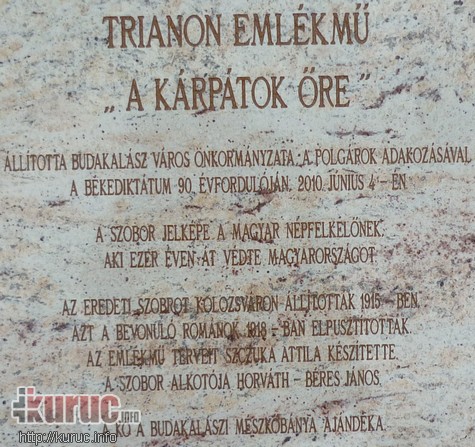 TRIANON EMLÉKMŰ
„A KÁRPÁTOK ŐRE”
ÁLLÍTOTTA BUDAKALÁSZ VÁROS ÖNKORMÁNYZATA, A POLGÁROK ADAKOZÁSÁVAL
A BÉKEDIKTÁTUM 90. ÉVFORDULÓJÁN, 2010. JÚNIUS 4 - ÉN
A SZOBOR JELKÉPE A MAGYAR NÉPFELKELŐNEK,
AKI EZER ÉVEN ÁT VÉDTE MAGYARORSZÁGOT.
AZ EREDETI SZOBROT KOLOZSVÁRON ÁLLÍTOTTÁK 1915 - BEN,
AZT A BEVONULÓ ROMÁNOK 1918 - BAN ELPUSZTÍTOTTÁK.
AZ EMLÉKMŰ TERVEIT SZCZUKA ATTILA KÉSZÍTETTE.
A SZOBOR ALKOTÓJA HORVÁTH - BÉRES JÁNOS.
A KŐ A BUDAKALÁSZI MÉSZKŐBÁNYA AJÁNDÉKA.
kuruc.INFO
http://kuruc.info